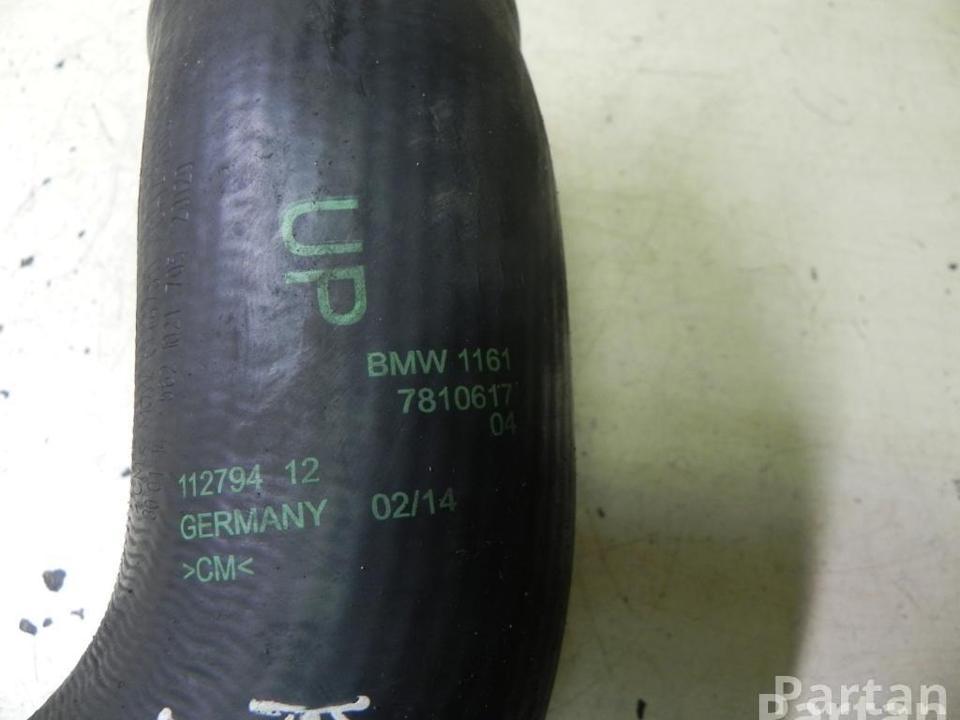 UP
BMW 1161
7810617
04
112794 12
GERMANY 02/14
>CM<
Partan